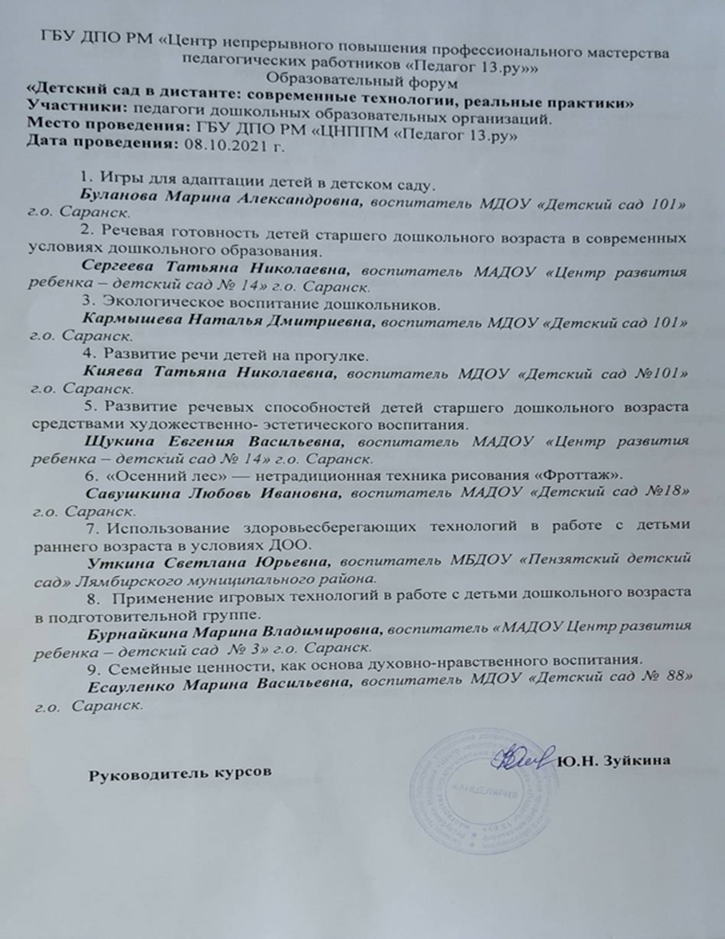 ГБУ ДПО РМ «Центр непрерывного повышения профессионального мастерства
педагогических работников «Педагог 13.ру»»
Образовательный форум
«Детский сад в дистанте: современные технологии, реальные практики»
Участники: педагоги дошкольных образовательных организаций.
Место проведения: ГБУ ДПО РМ «ЦНППМ «Педагог 13.ру»
Дата проведения: 08.10.2021 г.
1. Игры для адаптации детей в детском саду.
Буланова Марина Александровна, воспитатель МДОУ «Детский сад 101»
г.о. Саранск.
2. Речевая готовность детей старшего дошкольного возраста в современных
условиях дошкольного образования.
Сергеева Татьяна Николаевна, воспитатель МАДОУ «Центр развития
ребенка – детский сад № 14» г.о. Саранск.
3. Экологическое воспитание дошкольников.
Кармышева Наталья Дмитриевна, воспитатель МДОУ «Детский сад 101»
г.о. Саранск.
4. Развитие речи детей на прогулке.
Кияева Татьяна Николаевна, воспитатель МДОУ «Детский сад №101»
г.о. Саранск.
5. Развитие речевых способностей детей старшего дошкольного возраста
средствами художественно- эстетического воспитания.
Щукина Евгения Васильевна, воспитатель МАДОУ «Центр развития
ребенка – детский сад № 14» г.о. Саранск.
6. «Осенний лес» — нетрадиционная техника рисования «Фроттаж».
Савушкина Любовь Ивановна, воспитатель МАДОУ «Детский сад №18»
г.о. Саранск.
7. Использование здоровьесберегающих технологий в работе с детьми
раннего возраста в условиях ДОО.
Уткина Светлана Юрьевна, воспитатель МБДОУ «Пензятский детский
сад» Лямбирского муниципального района.
8. Применение игровых технологий в работе с детьми дошкольного возраста
в подготовительной группе.
Бурнайкина Марина Владимировна, воспитатель «МАДОУ Центр развития
ребенка – детский сад № 3» г.о. Саранск.
9. Семейные ценности, как основа духовно-нравственного воспитания.
Есауленко Марина Васильевна, воспитатель МДОУ «Детский сад № 88»
г.о. Саранск.
Руководитель курсов Ю.Н. Зуйкина